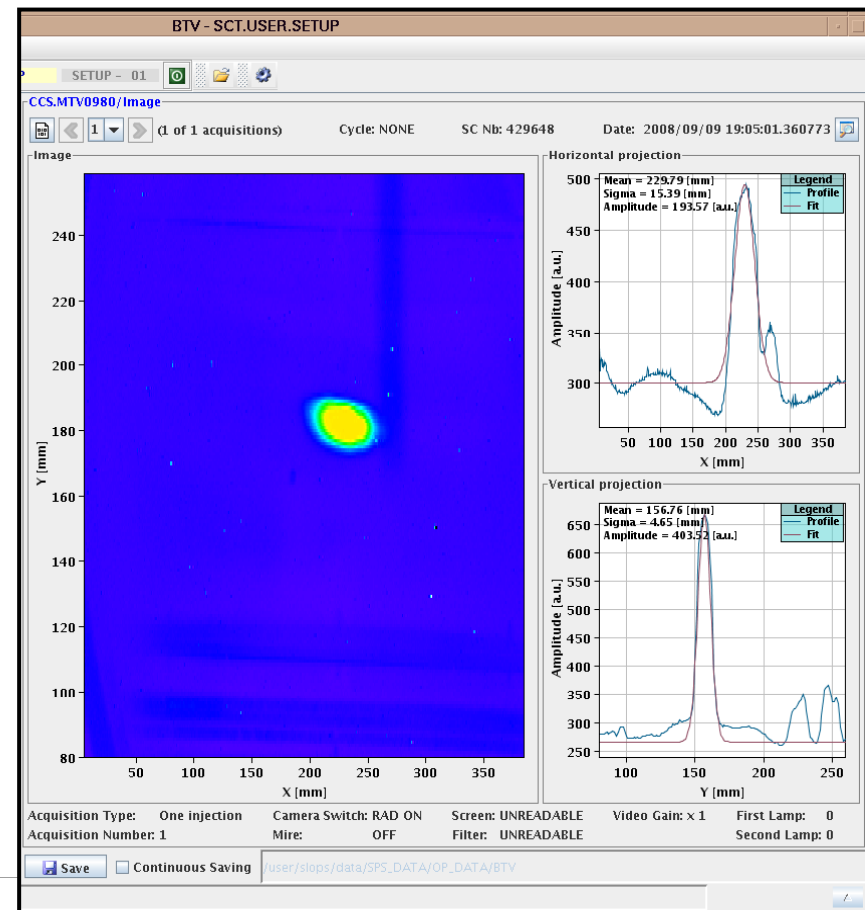 BTV - SCT.USER.SETUP
SETUP - 01
CCS.MTV0980/Image
1 (1 of 1 acquisitions) Cycle: NONE SC Nb: 429648 Date: 2008/09/09 19:05:01.360773
Image
240
220
200
180
160
140
120
100
80
Y [mm]
50 100 150 200 250 300 350
X [mm]
Horizontal projection
Mean = 229.79 [mm]
Sigma = 15.39 [mm]
Amplitude = 193.57 [a.u.]
Legend
Profile
Fit
500
450
400
350
300
Amplitude [a.u.]
50 100 150 200 250 300 350
X [mm]
Vertical projection
Mean = 156.76 [mm]
Sigma = 4.65 [mm]
Amplitude = 403.52 [a.u.]
Legend
Profile
Fit
650
600
550
500
450
400
350
300
250
Amplitude [a.u.]
100 150 200 250
Y [mm]
Acquisition Type: One injection Camera Switch: RAD ON Screen: UNREADABLE Video Gain: x 1 First Lamp: 0
Acquisition Number: 1 Mire: OFF Filter: UNREADABLE Second Lamp: 0
Save Continuous Saving /user/slops/data/SPS_DATA/OP_DATA/BTV